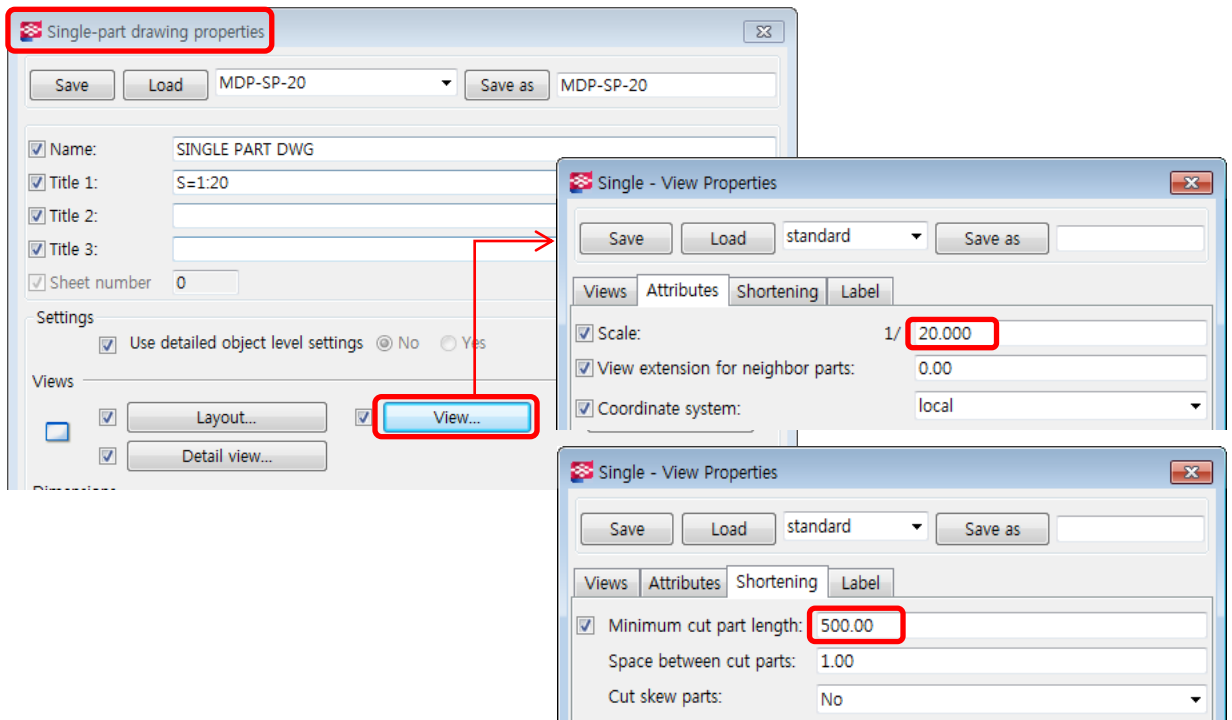 Single-part drawing properties
Save Load MDP-SP-20 Save as MDP-SP-20
Name: SINGLE PART DWG
Title 1: S=1:20
Title 2:
Title 3:
Sheet number 0
Settings
Use detailed object level settings No Yes
Views
Layout... View...
Detail view...
Dimensions
Single - View Properties
Save Load standard Save as
Views Attributes Shortening Label
Scale: 1/ 20.000
View extension for neighbor parts: 0.00
Coordinate system: local
Single - View Properties
Save Load standard Save as
Views Attributes Shortening Label
Minimum cut part length: 500.00
Space between cut parts: 1.00
Cut skew parts: No